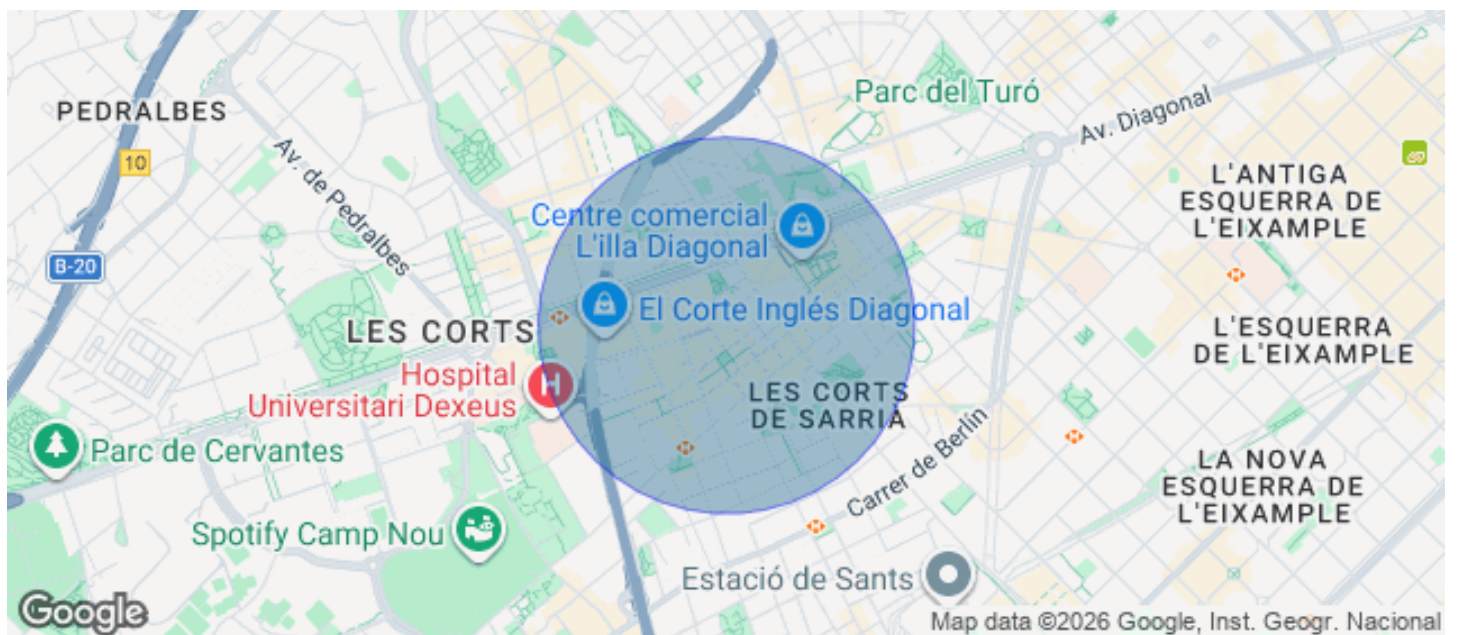 PEDRALBES
10
Av. de Pedralbes
B-20
Parc del Turó
Av. Diagonal
L'ANTIGA
ESQUERRA DE
L'EIXAMPLE
Centre comercial
L'illa Diagonal
El Corte Inglés Diagonal
LES CORTS
Hospital
Universitari Dexeus
H
LES CORTS
DE SARRIÀ
L'ESQUERRA
DE L'EIXAMPLE
Carrer de Berlín
Parc de Cervantes
LA NOVA
ESQUERRA DE
L'EIXAMPLE
Spotify Camp Nou
Estació de Sants
Google
Map data ©2026 Google, Inst. Geogr. Nacional